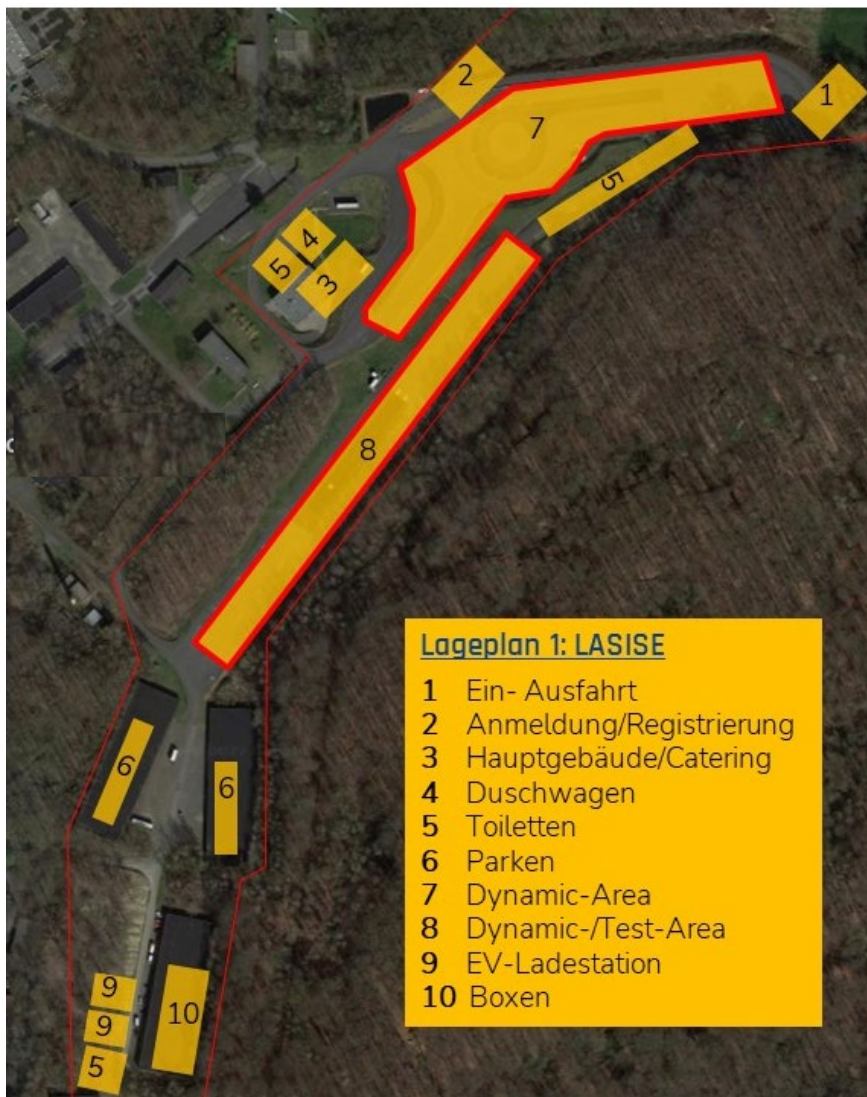 2
1
7
5
4
5
3
8
Lageplan 1: LASISE
1 Ein- Ausfahrt
2 Anmeldung/Registrierung
3 Hauptgebäude/Catering
4 Duschwagen
5 Toiletten
6 Parken
7 Dynamic-Area
8 Dynamic-/Test-Area
9 EV-Ladestation
10 Boxen
6
6
9
9
10
5